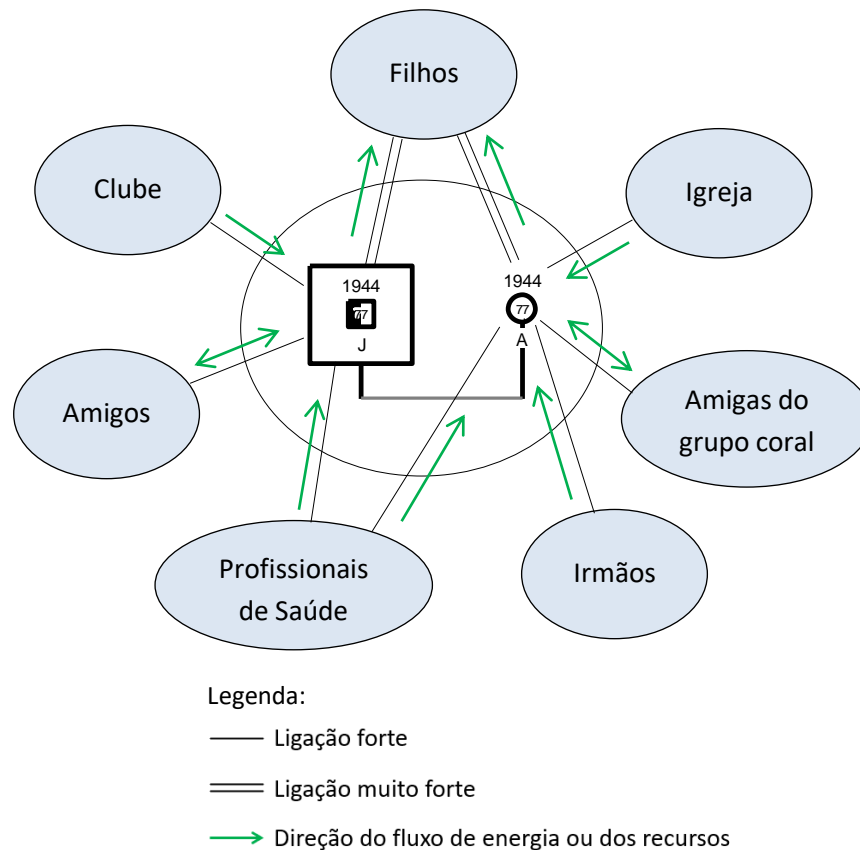 Filhos
Clube
Igreja
1944
77
J
1944
77
A
Amigos
Amigas do
grupo coral
Profissionais
de Saúde
Irmãos
Legenda:
Ligação forte
Ligação muito forte
Direção do fluxo de energia ou dos recursos